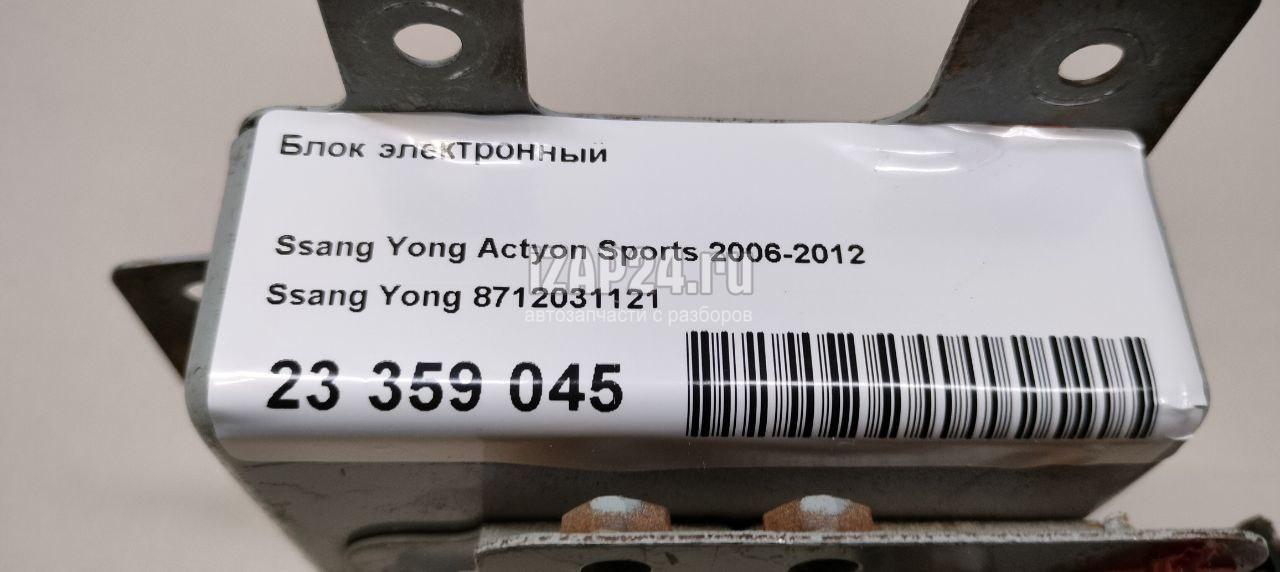 Блок электронный
Ssang Yong Actyon Sports 2006-2012
IZAP24.ru
Ssang Yong 8712031121
автозапчасти с разборов
23 359 045